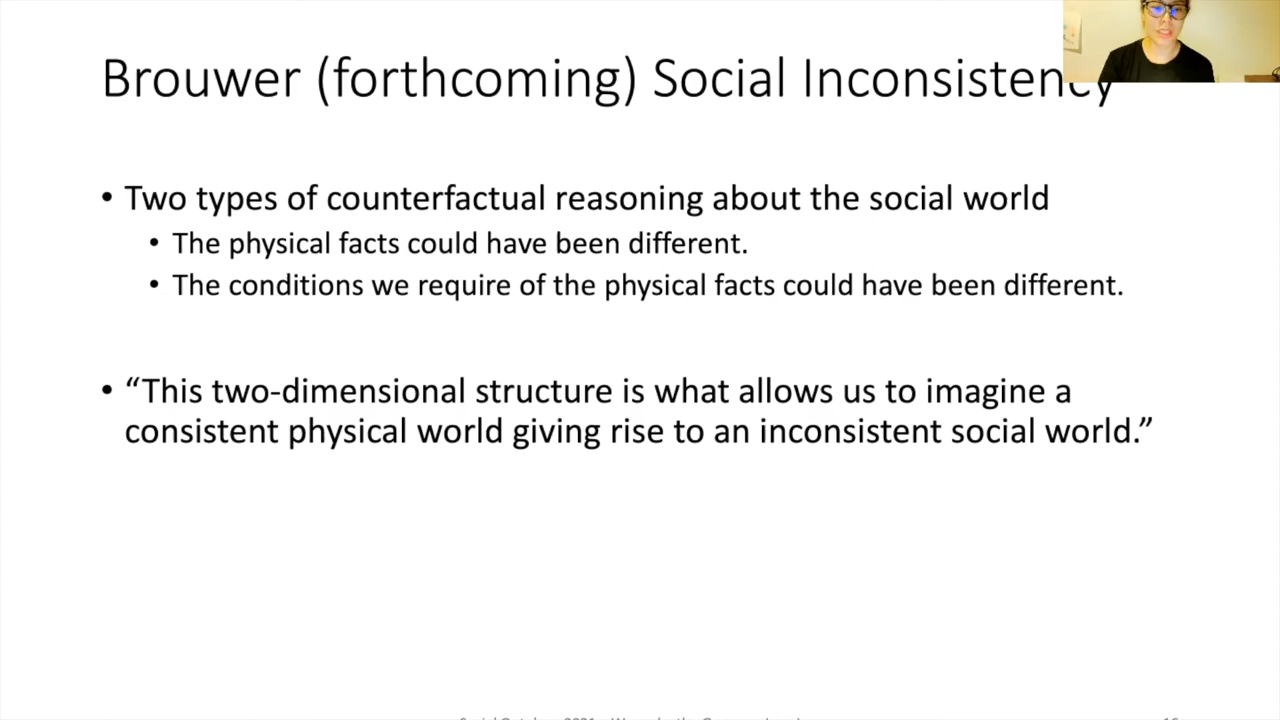 Brouwer (forthcoming) Social Inconsistency
• Two types of counterfactual reasoning about the social world
• The physical facts could have been different.
• The conditions we require of the physical facts could have been different.
• “This two-dimensional structure is what allows us to imagine a
consistent physical world giving rise to an inconsistent social world.”